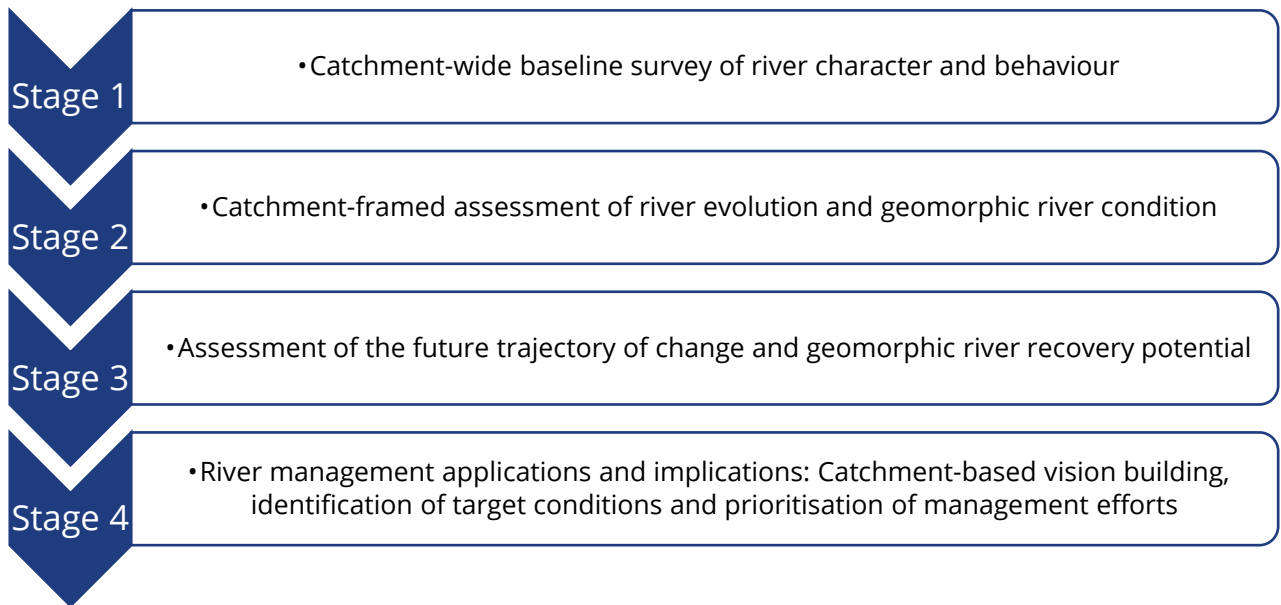 Stage 1
•Catchment-wide baseline survey of river character and behaviour
Stage 2
•Catchment-framed assessment of river evolution and geomorphic river condition
Stage 3
•Assessment of the future trajectory of change and geomorphic river recovery potential
Stage 4
•River management applications and implications: Catchment-based vision building,
identification of target conditions and prioritisation of management efforts